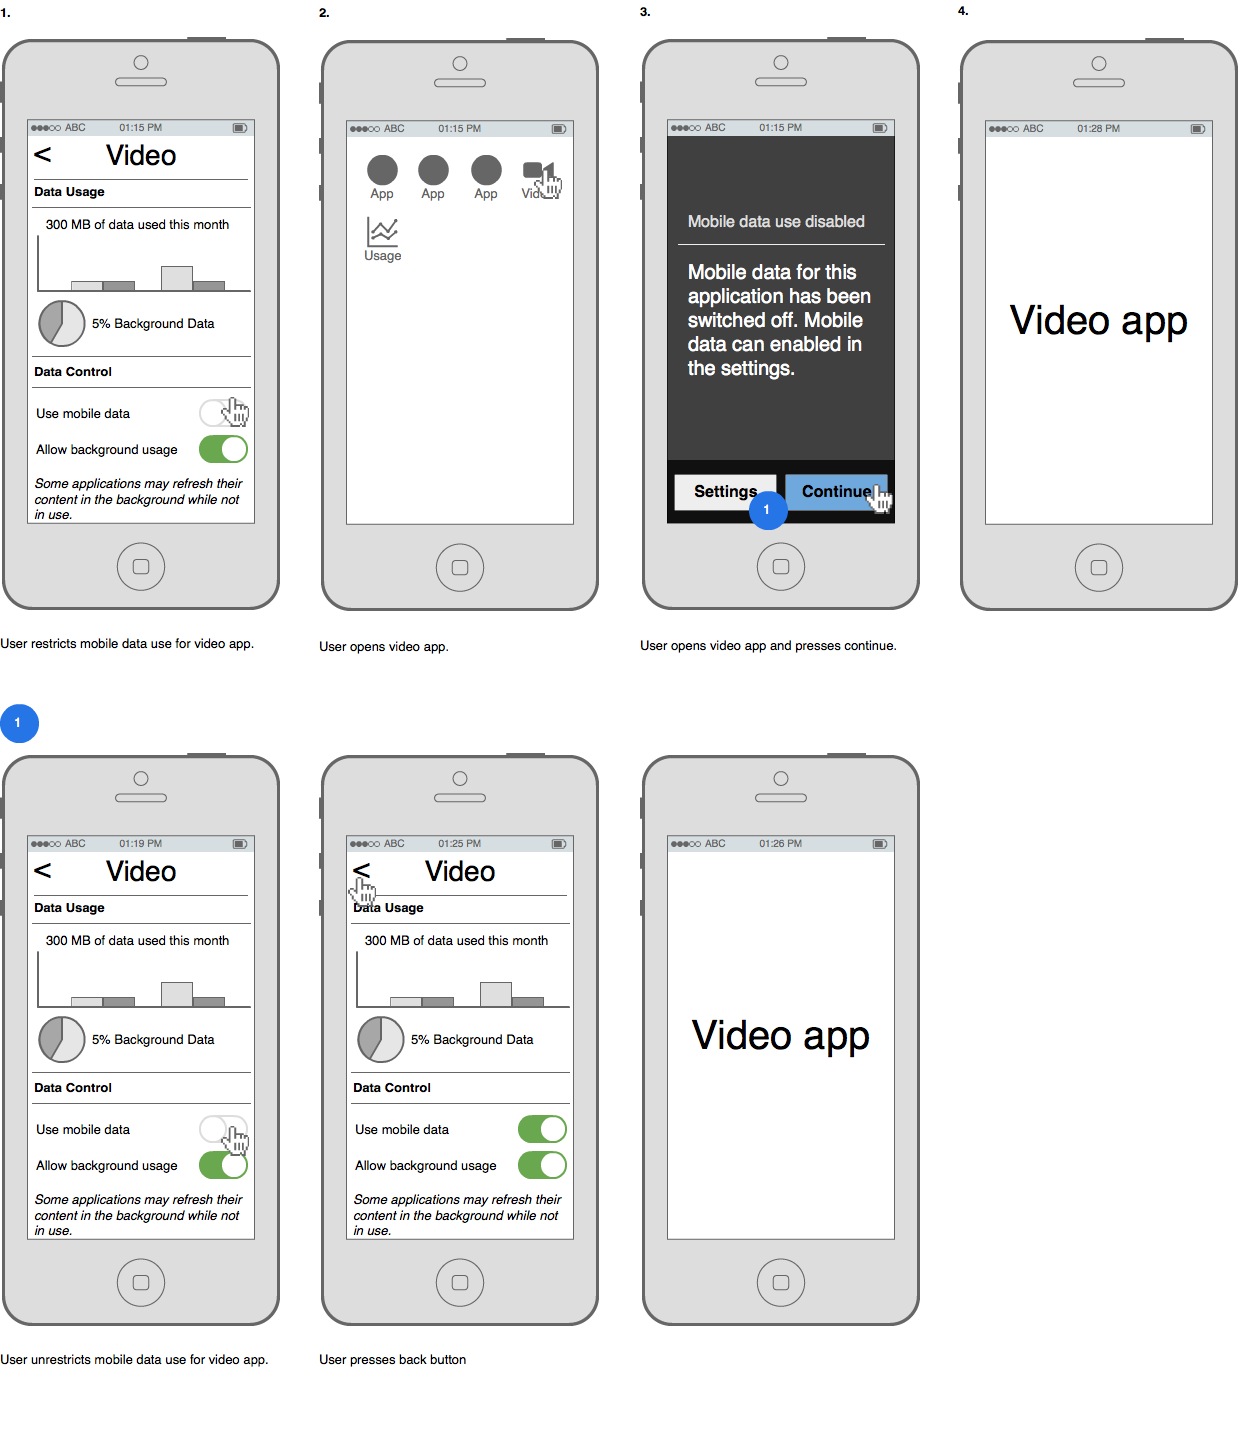 1.
2.
3.
4.
ABC 01:15 PM
< Video
Data Usage
300 MB of data used this month
5% Background Data
Data Control
Use mobile data
Allow background usage
Some applications may refresh their
content in the background while not
in use.
User restricts mobile data use for video app.
ABC 01:15 PM
App
App
App
Video
Usage
User opens video app.
ABC 01:15 PM
Mobile data use disabled
Mobile data for this
application has been
switched off. Mobile
data can enabled in
the settings.
Settings
Continue
1
User opens video app and presses continue.
ABC 01:28 PM
Video app
1
ABC 01:19 PM
< Video
Data Usage
300 MB of data used this month
5% Background Data
Data Control
Use mobile data
Allow background usage
Some applications may refresh their
content in the background while not
in use.
User unrestricts mobile data use for video app.
ABC 01:25 PM
< Video
Data Usage
300 MB of data used this month
5% Background Data
Data Control
Use mobile data
Allow background usage
Some applications may refresh their
content in the background while not
in use.
User presses back button
ABC 01:26 PM
Video app